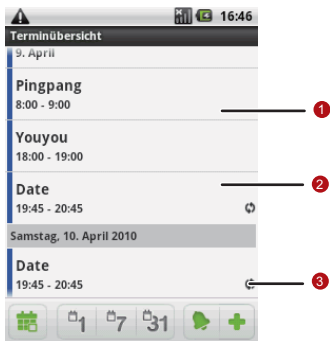 16:46
Terminübersicht
9. April
Pingpang
8:00 - 9:00
1
Youyou
18:00 - 19:00
Date
2
19:45 - 20:45
Samstag, 10. April 2010
Date
19:45 - 20:45
3
1 7 31